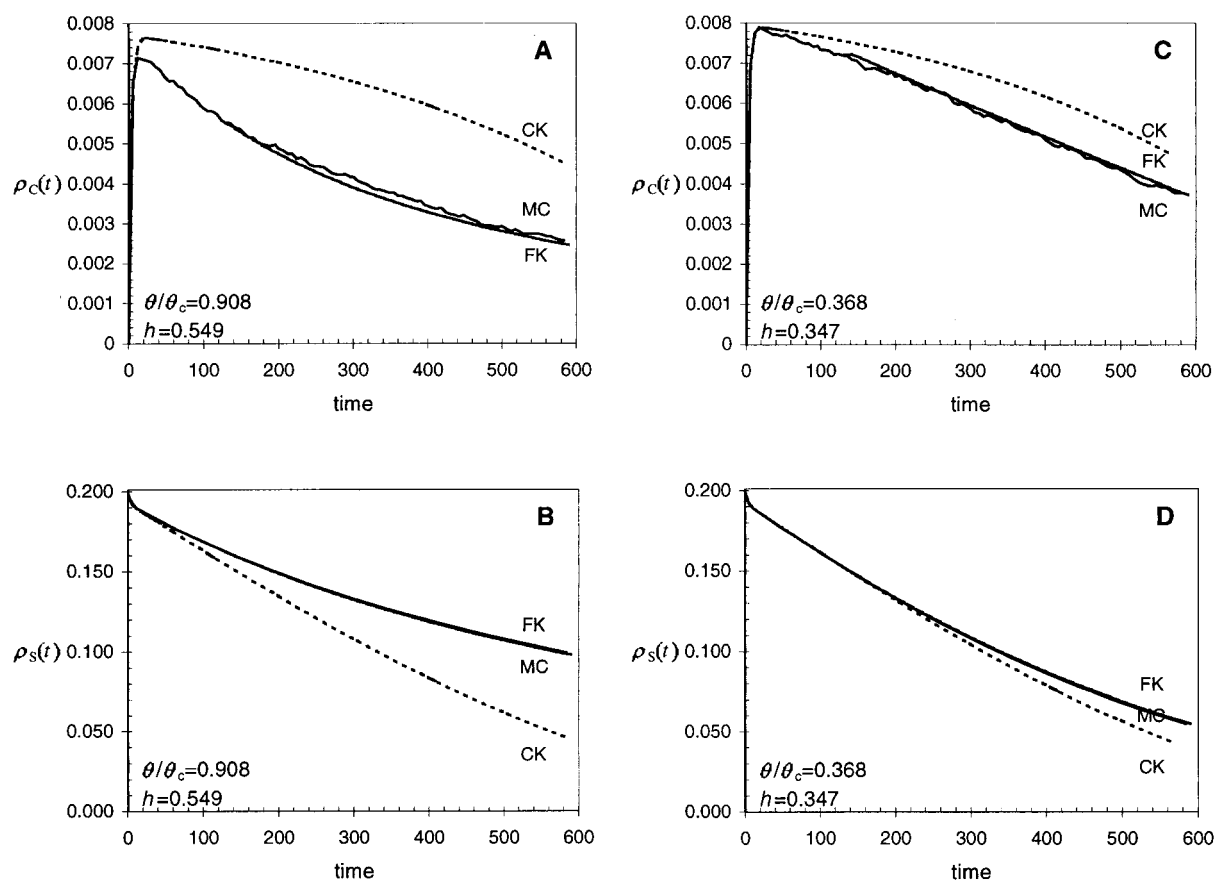 A
0.008
0.007
0.006
0.005
0.004
0.003
0.002
0.001
0
ρC(t)
CK
MC
FK
θ/θc=0.908
h=0.549
0 100 200 300 400 500 600
time
C
0.008
0.007
0.006
0.005
0.004
0.003
0.002
0.001
0
ρC(t)
CK
FK
MC
θ/θc=0.368
h=0.347
0 100 200 300 400 500 600
time
B
0.200
0.150
0.100
0.050
0.000
ρS(t)
FK
MC
CK
θ/θc=0.908
h=0.549
0 100 200 300 400 500 600
time
D
0.200
0.150
0.100
0.050
0.000
ρS(t)
FK
MC
CK
θ/θc=0.368
h=0.347
0 100 200 300 400 500 600
time